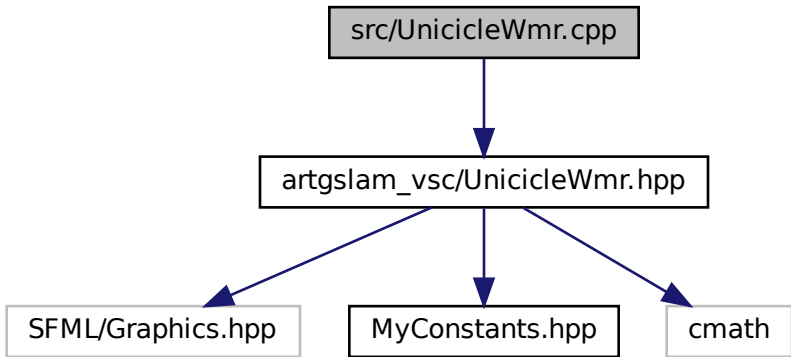 src/UnicicleWmr.cpp
artgslam_vsc/UnicicleWmr.hpp
SFML/Graphics.hpp
MyConstants.hpp
cmath